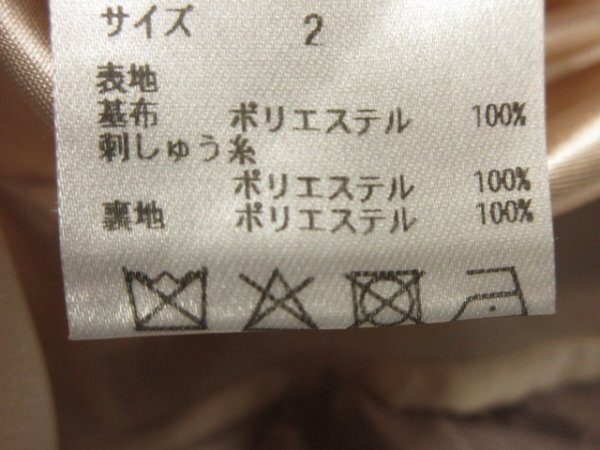 サイズ 2
表地
基布 ポリエステル 100%
刺しゅう糸
ポリエステル 100%
裏地 ポリエステル 100%